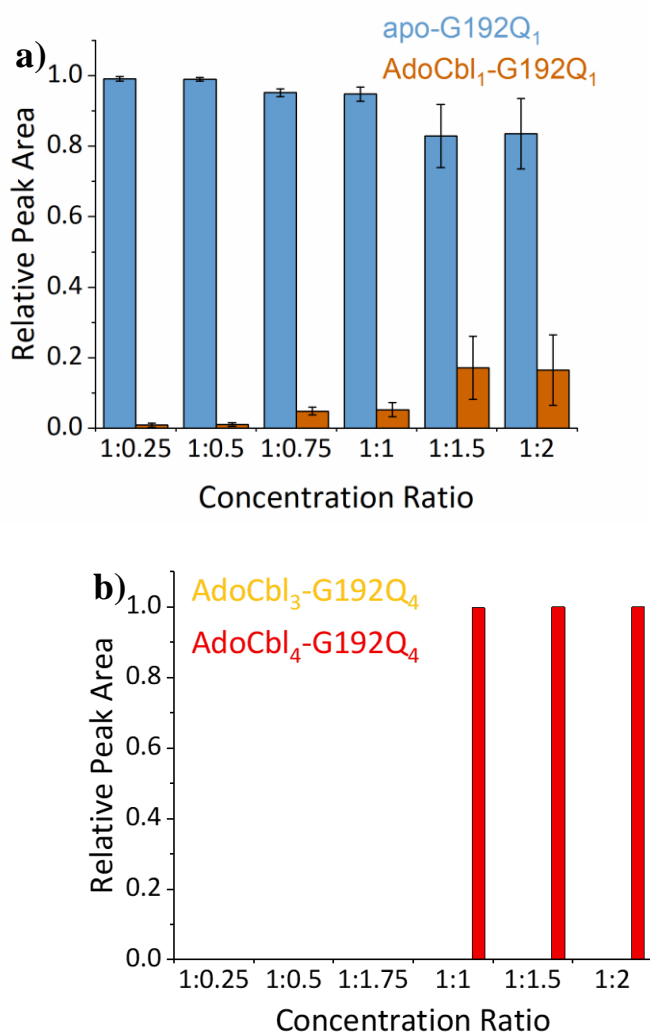 a)
apo-G192Q1
AdoCbl1-G192Q1
Relative Peak Area
1.0
0.8
0.6
0.4
0.2
0.0
1:0.25 1:0.5 1:0.75 1:1 1:1.5 1:2
Concentration Ratio
b)
AdoCbl3-G192Q4
AdoCbl4-G192Q4
Relative Peak Area
1.0
0.8
0.6
0.4
0.2
0.0
1:0.25 1:0.5 1:1.75 1:1 1:1.5 1:2
Concentration Ratio